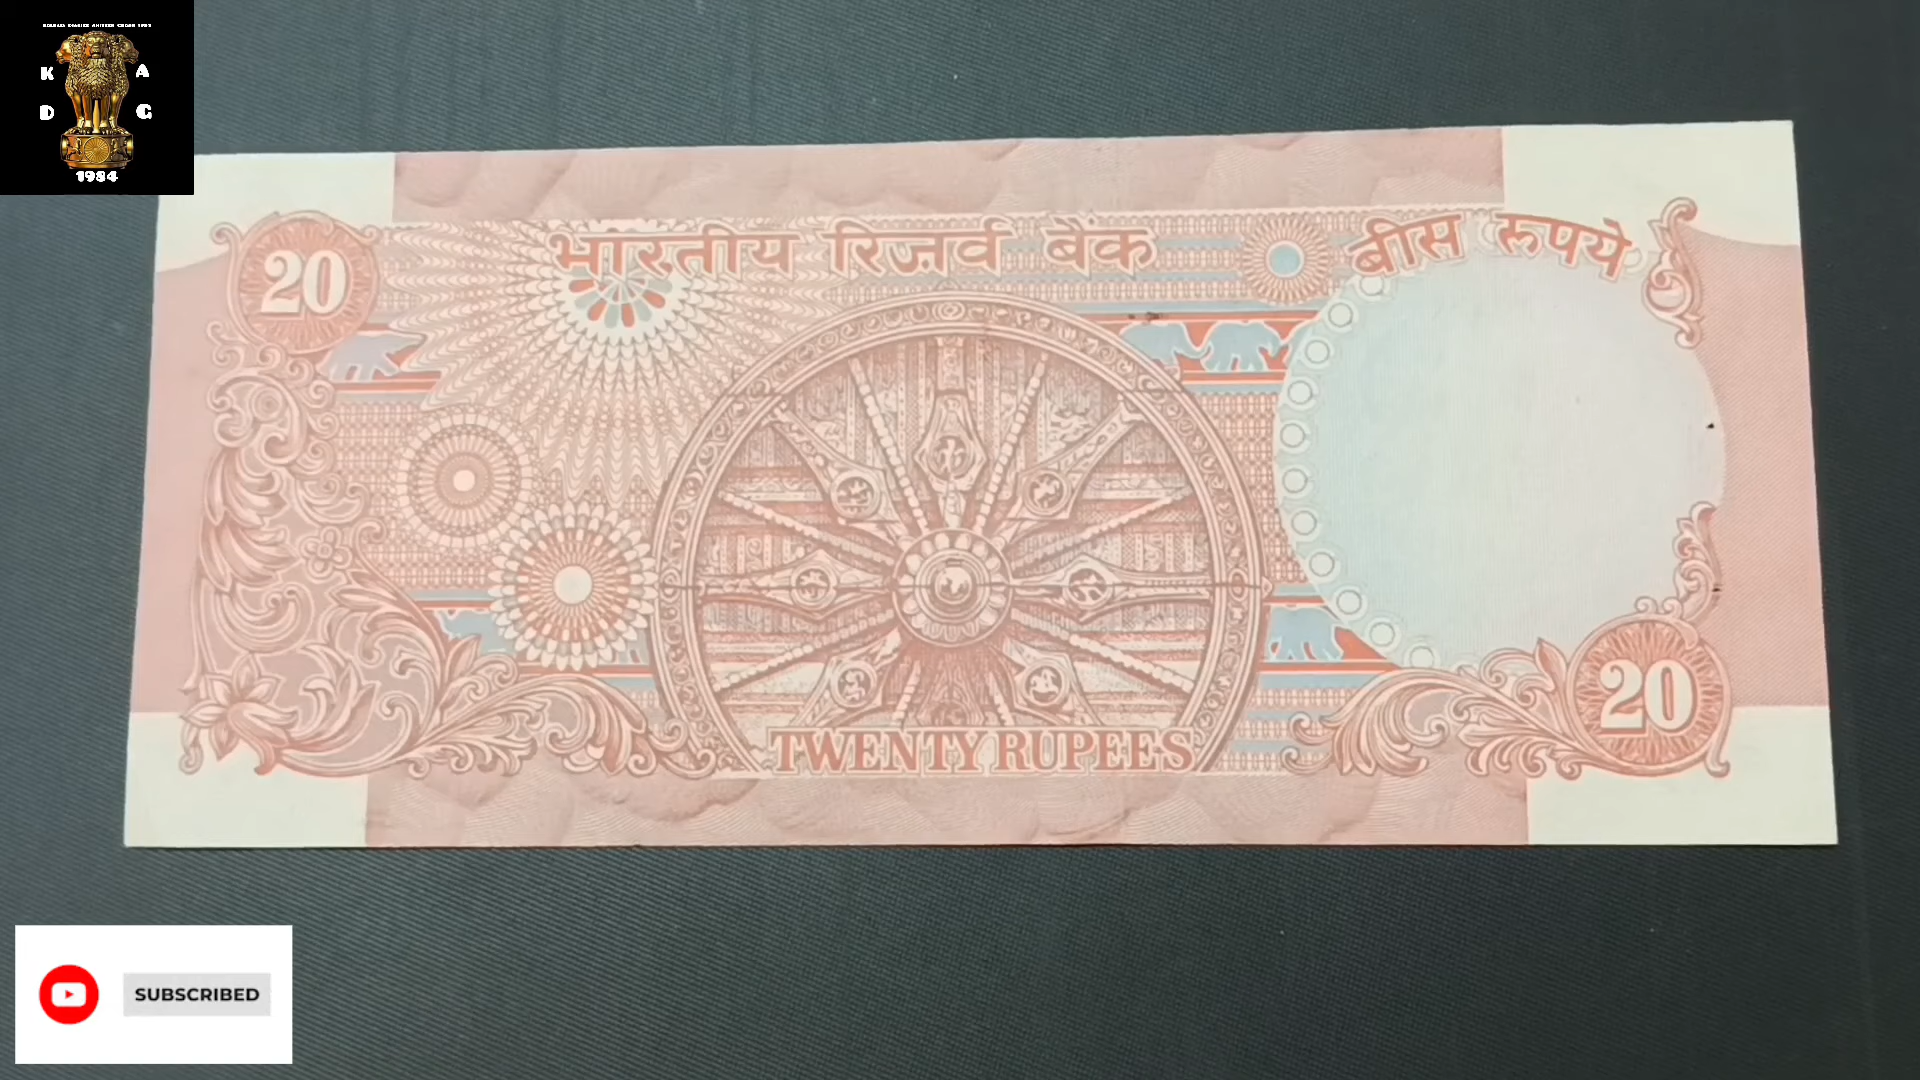 K A
D G
1984
20
भारतीय रिज़र्व बैंक
बीस रुपये
TWENTY RUPEES
20
SUBSCRIBED